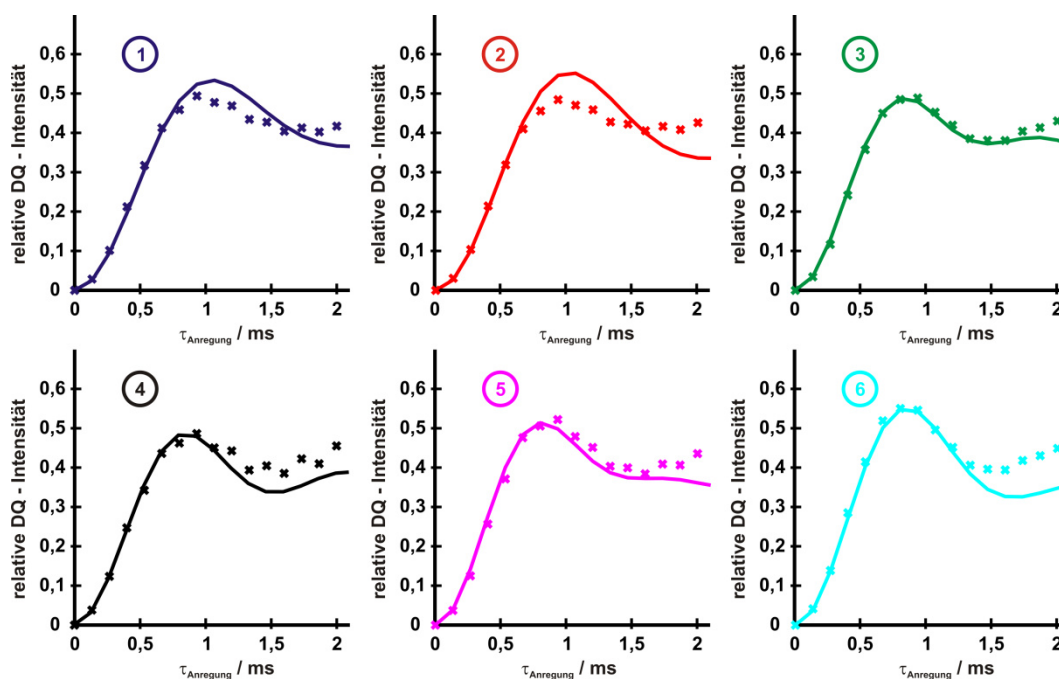 1
relative DQ - Intensität
0,6
0,5
0,4
0,3
0,2
0,1
0
0 0,5 1 1,5 2
τAnregung / ms
2
relative DQ - Intensität
0,6
0,5
0,4
0,3
0,2
0,1
0
0 0,5 1 1,5 2
τAnregung / ms
3
relative DQ - Intensität
0,6
0,5
0,4
0,3
0,2
0,1
0
0 0,5 1 1,5 2
τAnregung / ms
4
relative DQ - Intensität
0,6
0,5
0,4
0,3
0,2
0,1
0
0 0,5 1 1,5 2
τAnregung / ms
5
relative DQ - Intensität
0,6
0,5
0,4
0,3
0,2
0,1
0
0 0,5 1 1,5 2
τAnregung / ms
6
relative DQ - Intensität
0,6
0,5
0,4
0,3
0,2
0,1
0
0 0,5 1 1,5 2
τAnregung / ms